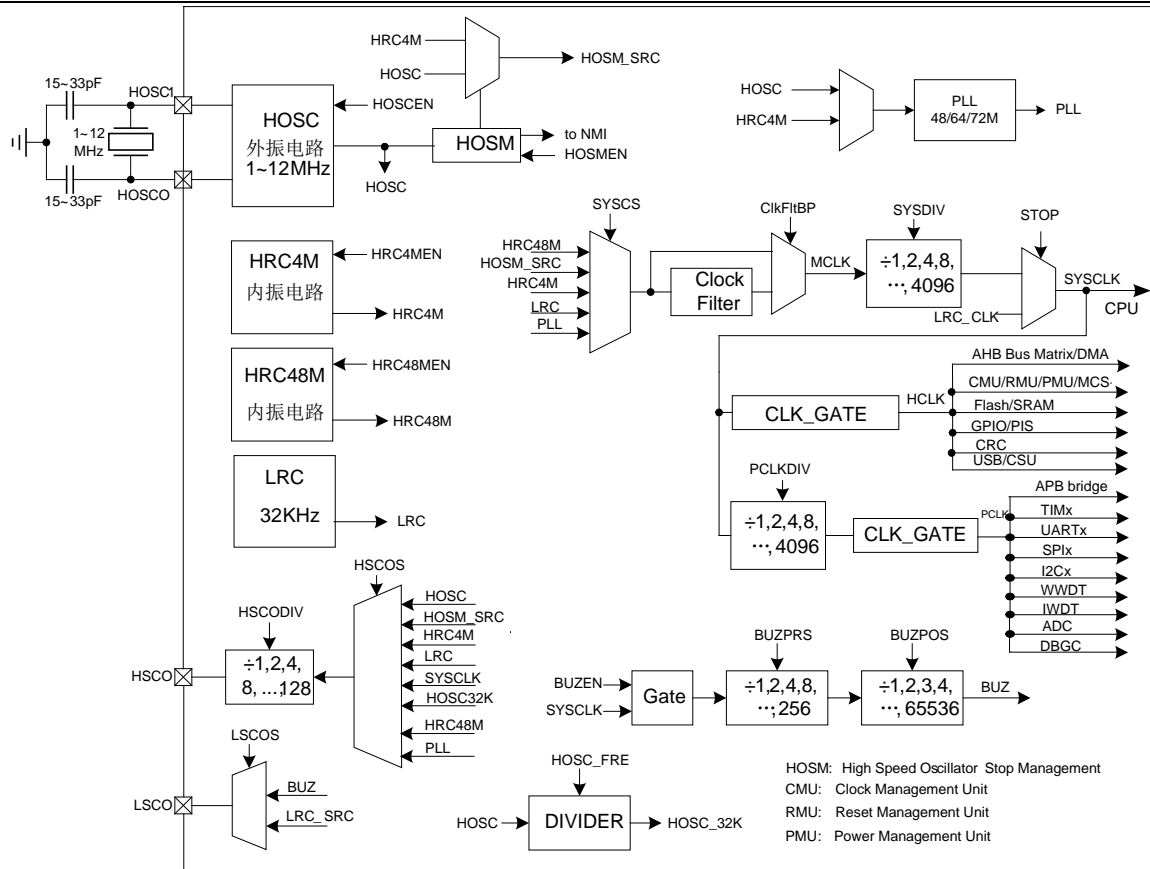 HRC4M
HOSC
HOSM_SRC
15~33pF
HOSC1
1~12
MHz
15~33pF
HOSCO
HOSC
外振电路
1~12MHz
HOSCEN
HOSM
to NMI
HOSMEN
HOSC
HOSC
HRC4M
PLL
48/64/72M
PLL
HRC4M
内振电路
HRC4MEN
HRC4M
HRC48M
内振电路
HRC48MEN
HRC48M
LRC
32KHz
LRC
SYSCS
HRC48M
HOSM_SRC
HRC4M
LRC
PLL
Clock
Filter
ClkFltBP
MCLK
SYSDIV
÷1,2,4,8,
…,4096
STOP
LRC_CLK
SYSCLK
CPU
CLK_GATE
HCLK
AHB Bus Matrix/DMA
CMU/RMU/PMU/MCS
Flash/SRAM
GPIO/PIS
CRC
USB/CSU
PCLKDIV
÷1,2,4,8,
…,4096
CLK_GATE
PCLK
APB bridge
TIMx
UARTx
SPIx
I2Cx
WWDT
IWDT
ADC
DBGC
HSCOS
HOSC
HOSM_SRC
HRC4M
LRC
SYSCLK
HOSC32K
HRC48M
PLL
HSCODIV
÷1,2,4,
8, ...,128
HSCO
LSCOS
BUZ
LRC_SRC
LSCO
BUZEN
SYSCLK
Gate
BUZPRS
÷1,2,4,8,
…,256
BUZPOS
÷1,2,3,4,
…,65536
BUZ
HOSC_FRE
HOSC
DIVIDER
HOSC_32K
HOSM: High Speed Oscillator Stop Management
CMU: Clock Management Unit
RMU: Reset Management Unit
PMU: Power Management Unit